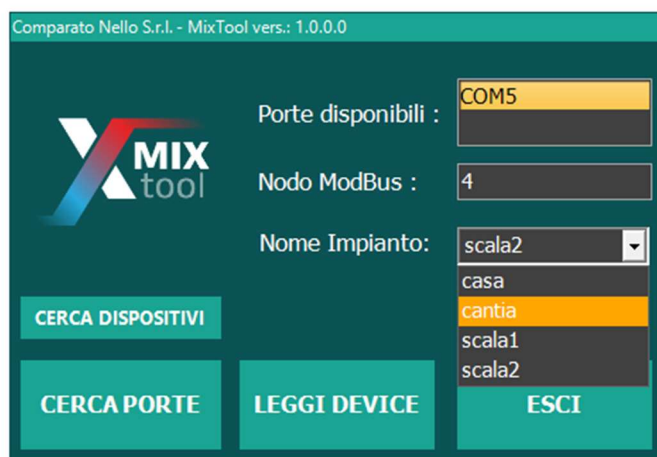 Comparato Nello S.r.l. - MixTool vers.: 1.0.0.0
Porte disponibili :
COM5
MIX
tool
Nodo ModBus :
4
Nome Impianto:
scala2
casa
cantia
scala1
scala2
CERCA DISPOSITIVI
CERCA PORTE
LEGGI DEVICE
ESCI